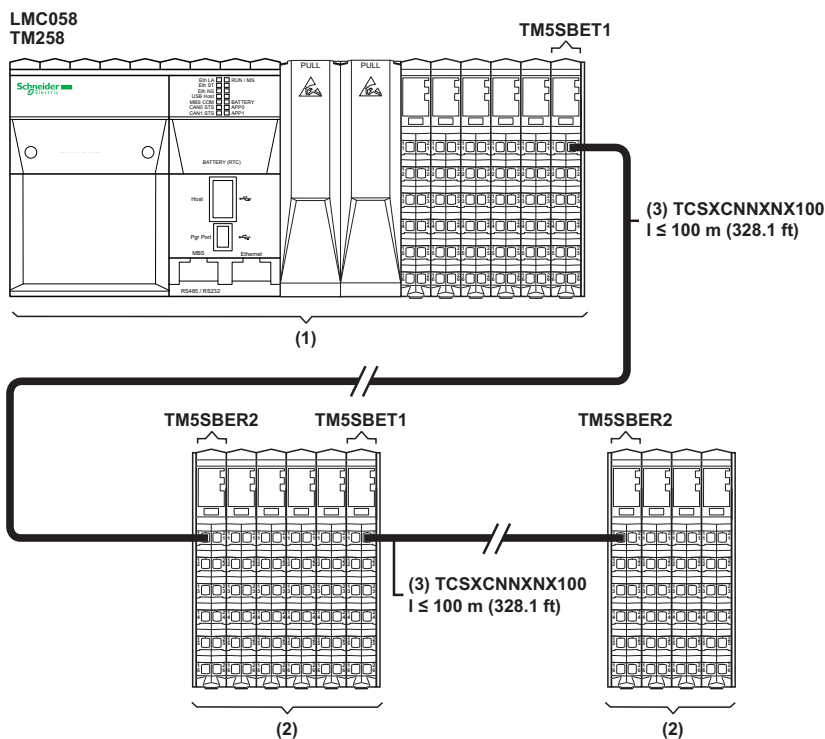 LMC058
TM258
TM5SBET1
PULL
PULL
Schneider
Electric
Eth LA RUN / MS
Eth ST
Eth NS
USB Host
MBS COM BATTERY
CAN0 STS APP0
CAN1 STS APP1
BATTERY (RTC)
Host
Pgr Port
MBS Ethernet
RS485 / RS232
(3) TCSXCNNXNX100
l ≤ 100 m (328.1 ft)
(1)
TM5SBER2 TM5SBET1 TM5SBER2
(3) TCSXCNNXNX100
l ≤ 100 m (328.1 ft)
(2) (2)